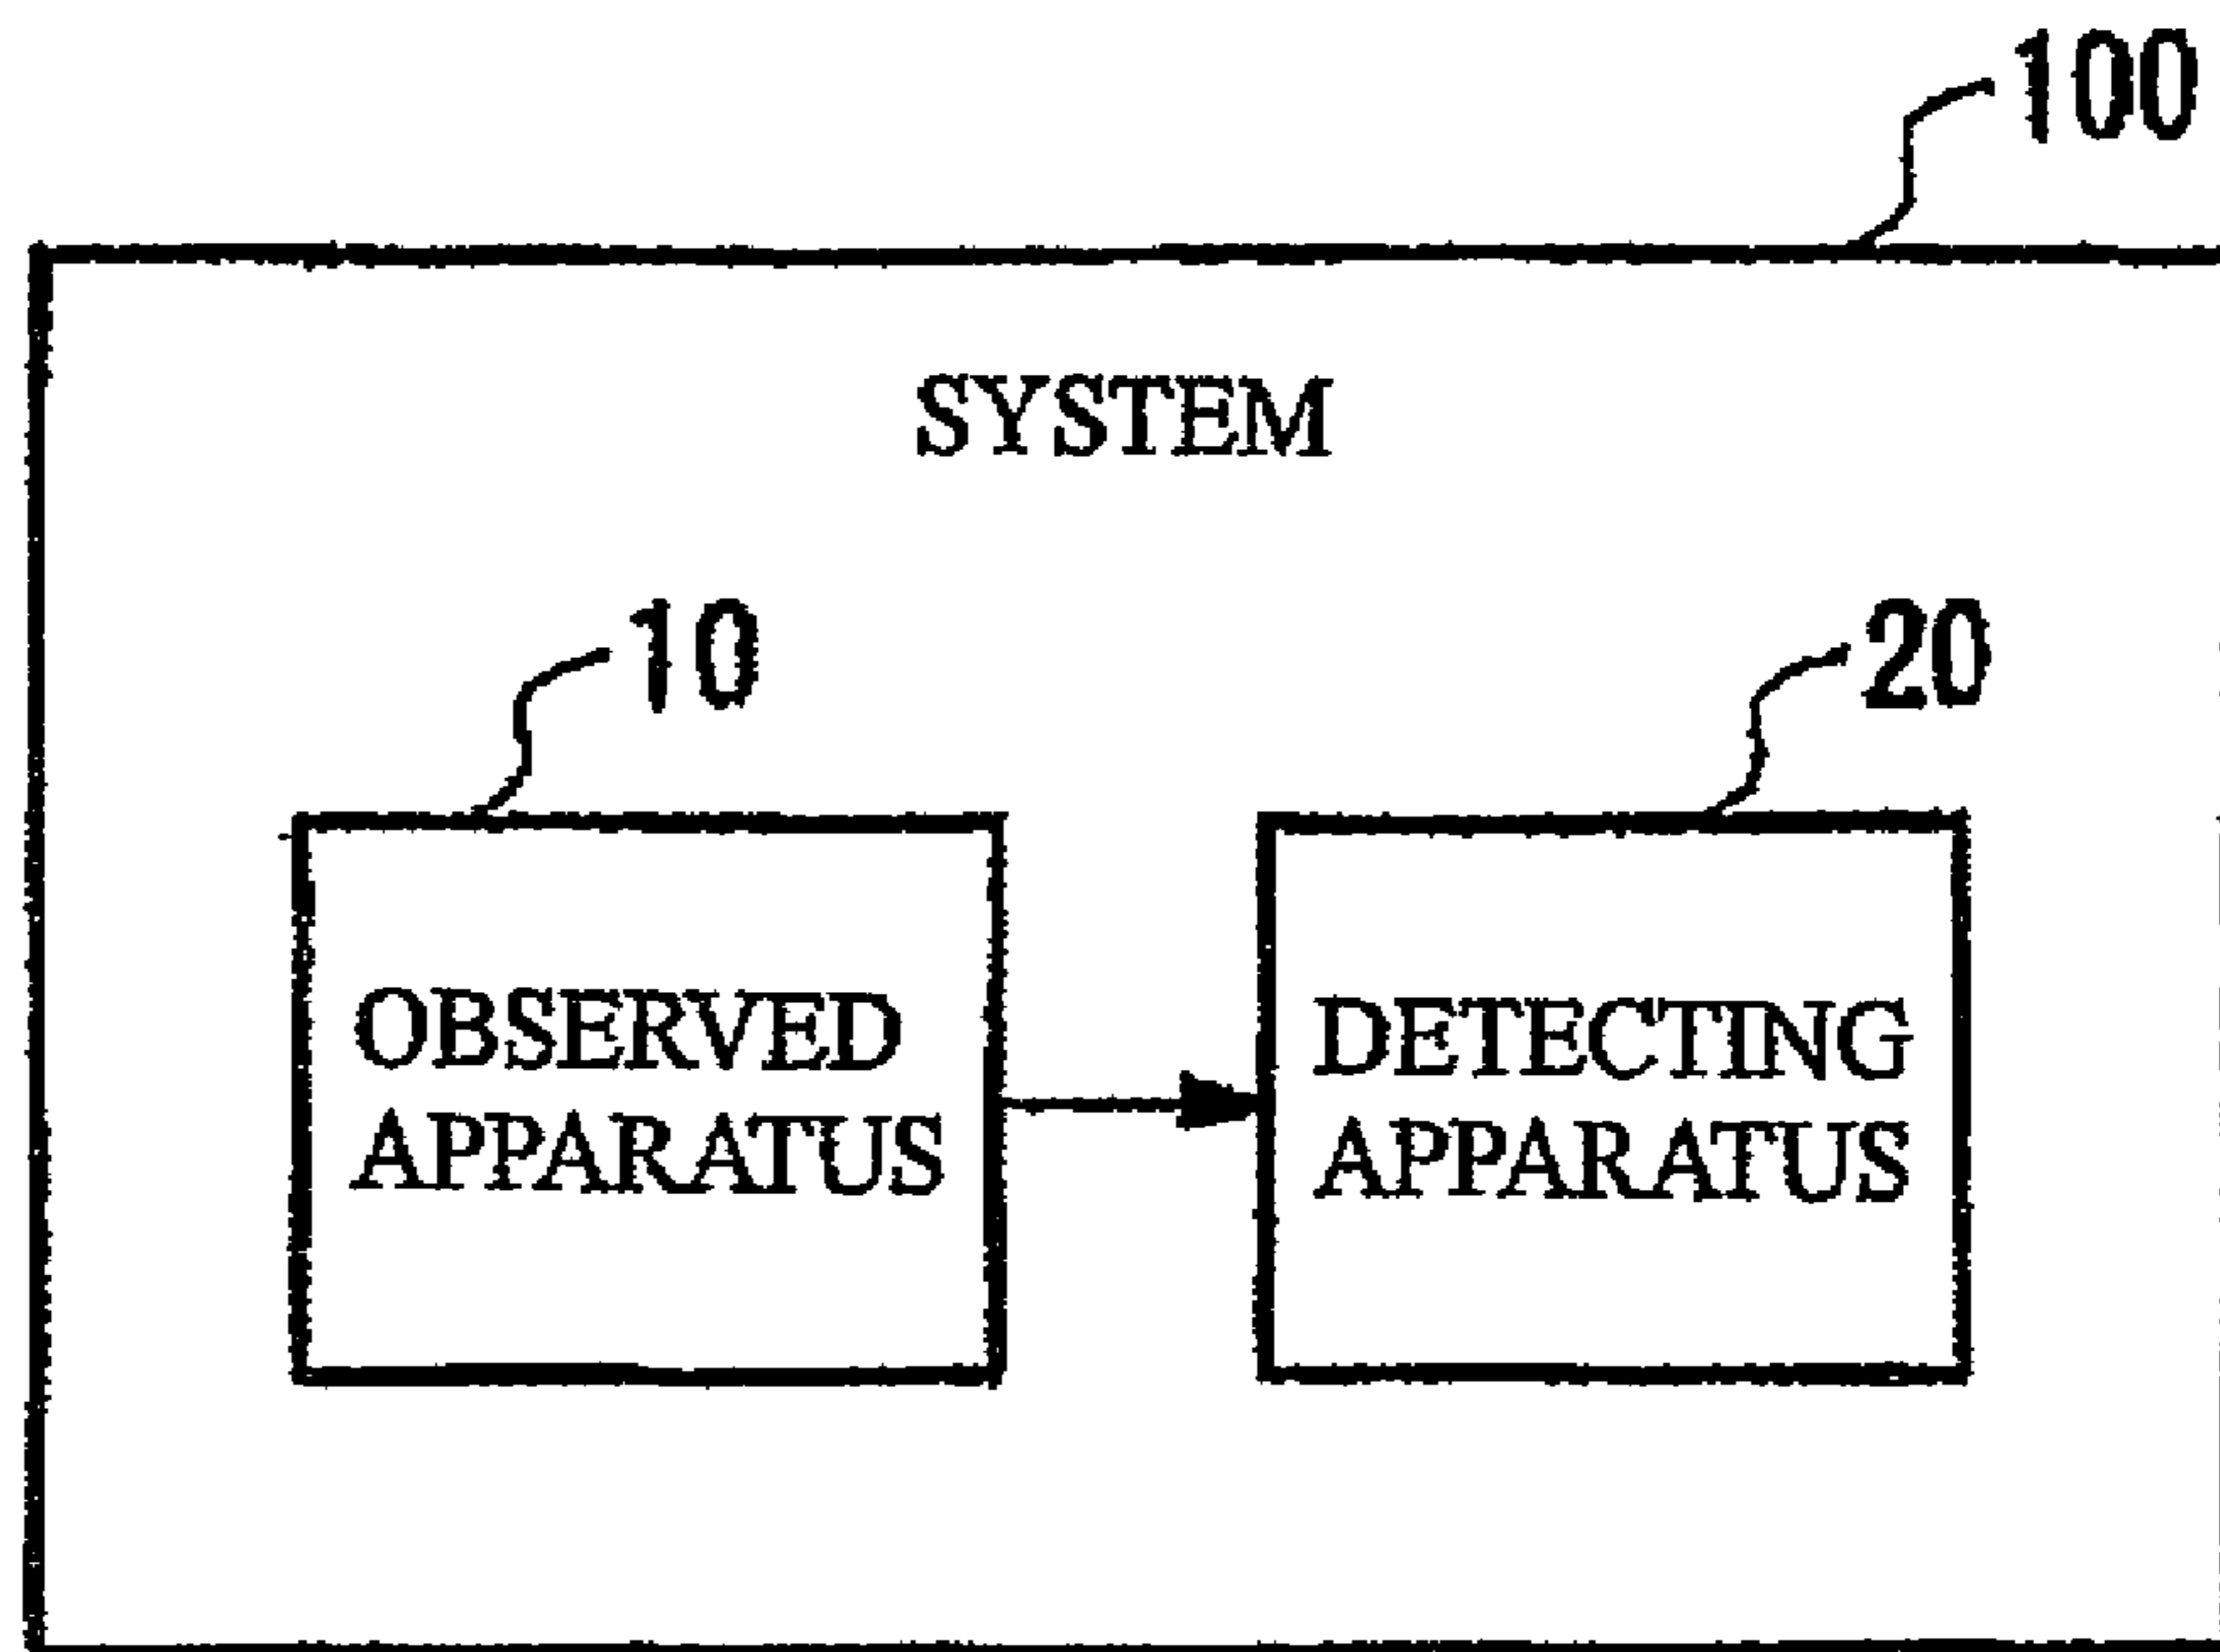 100
SYSTEM
10
20
OBSERVED
APPARATUS
DETECTING
APPARATUS